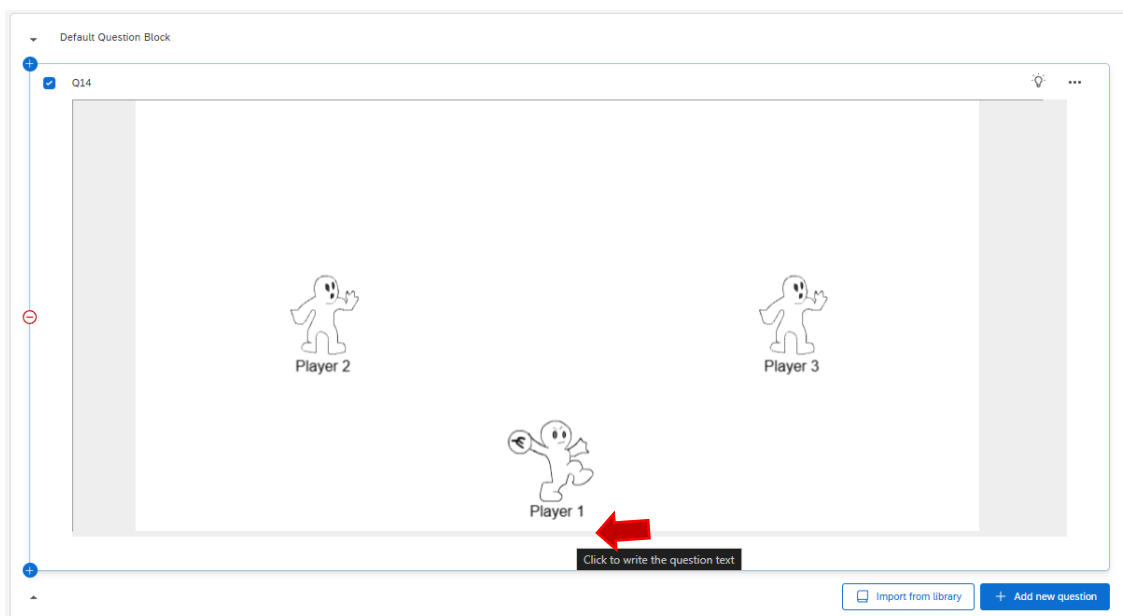 Default Question Block
Q14
Player 2
Player 3
Player 1
Click to write the question text
Import from library
+ Add new question